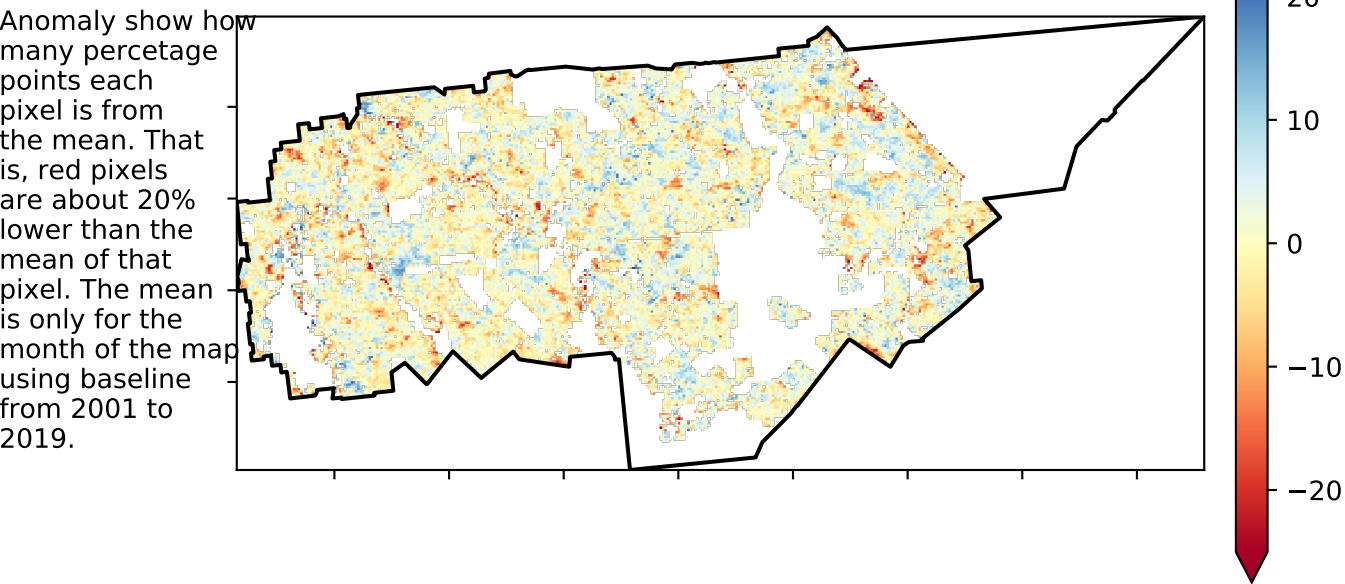 Anomaly show how
many percetage
points each
pixel is from
the mean. That
is, red pixels
are about 20%
lower than the
mean of that
pixel. The mean
is only for the
month of the map
using baseline
from 2001 to
2019.
20
10
0
−10
−20